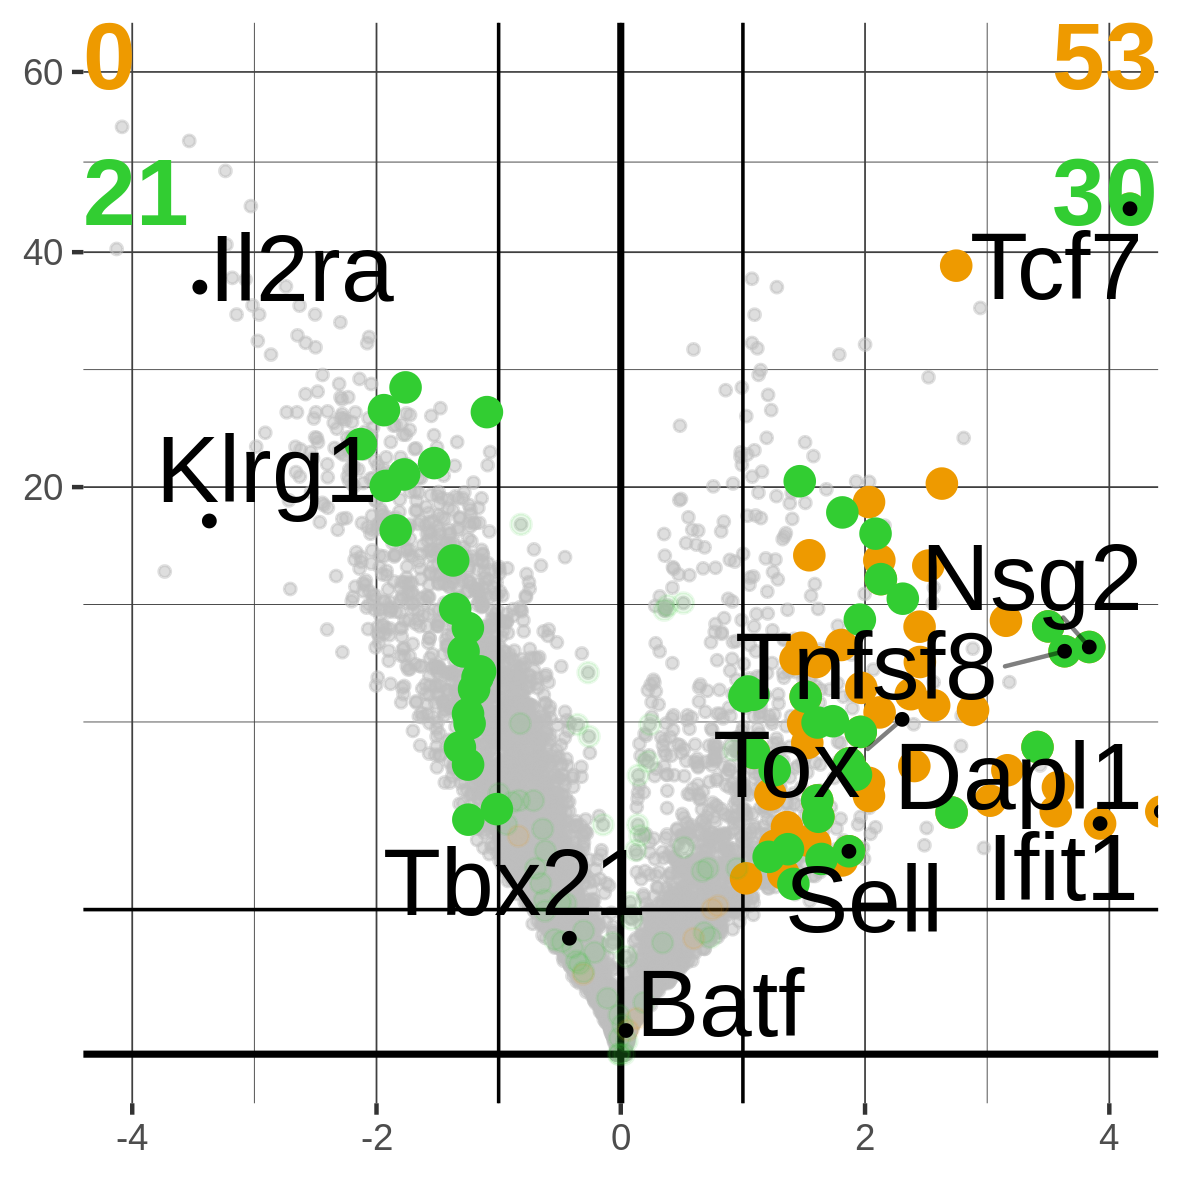 0 53
60
21 30
Tcf7
Il2ra
40
Klrg1
20
Nsg2
Tnfsf8
Tox Dapl1
Tbx21 Sell Ifit1
Batf
-4 -2 0 2 4